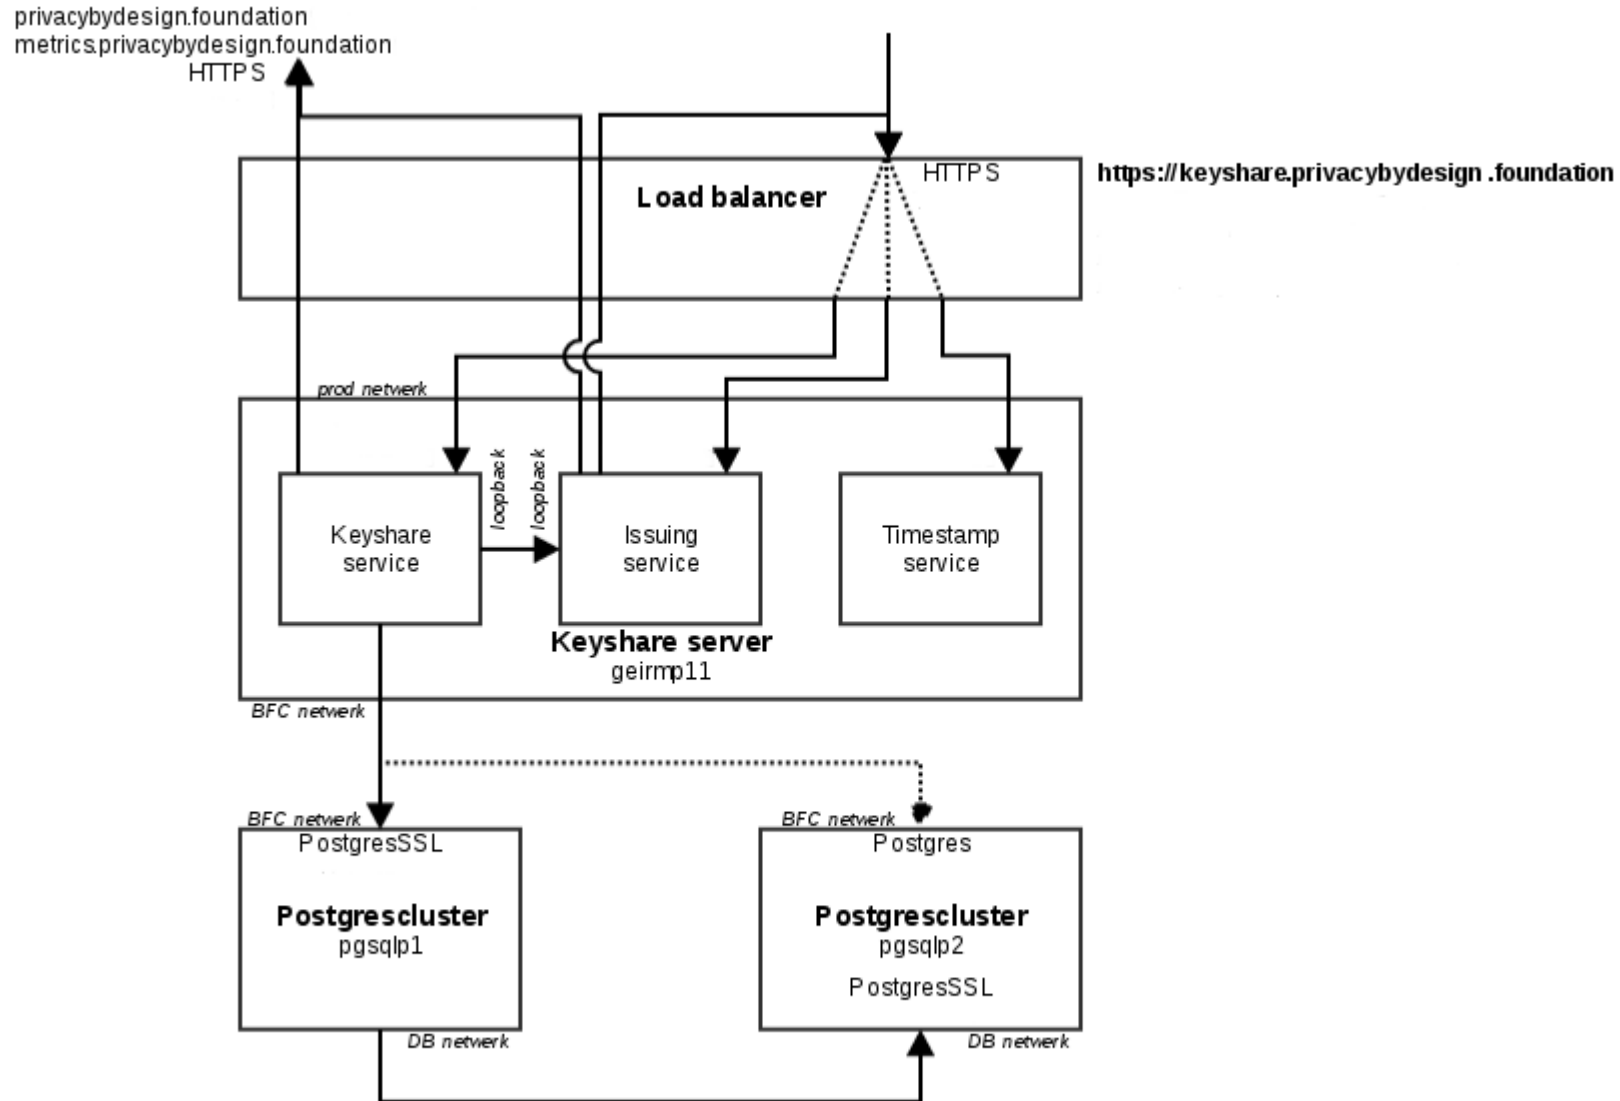 privacybydesign.foundation
metrics.privacybydesign.foundation
HTTPS
HTTPS
https://keyshare.privacybydesign .foundation
Load balancer
prod netwerk
loopback
loopback
Keyshare
service
Issuing
service
Timestamp
service
Keyshare server
geirmp11
BFC netwerk
BFC netwerk
PostgresSSL
Postgrescluster
pgsqlp1
DB netwerk
BFC netwerk
Postgres
Postgrescluster
pgsqlp2
PostgresSSL
DB netwerk